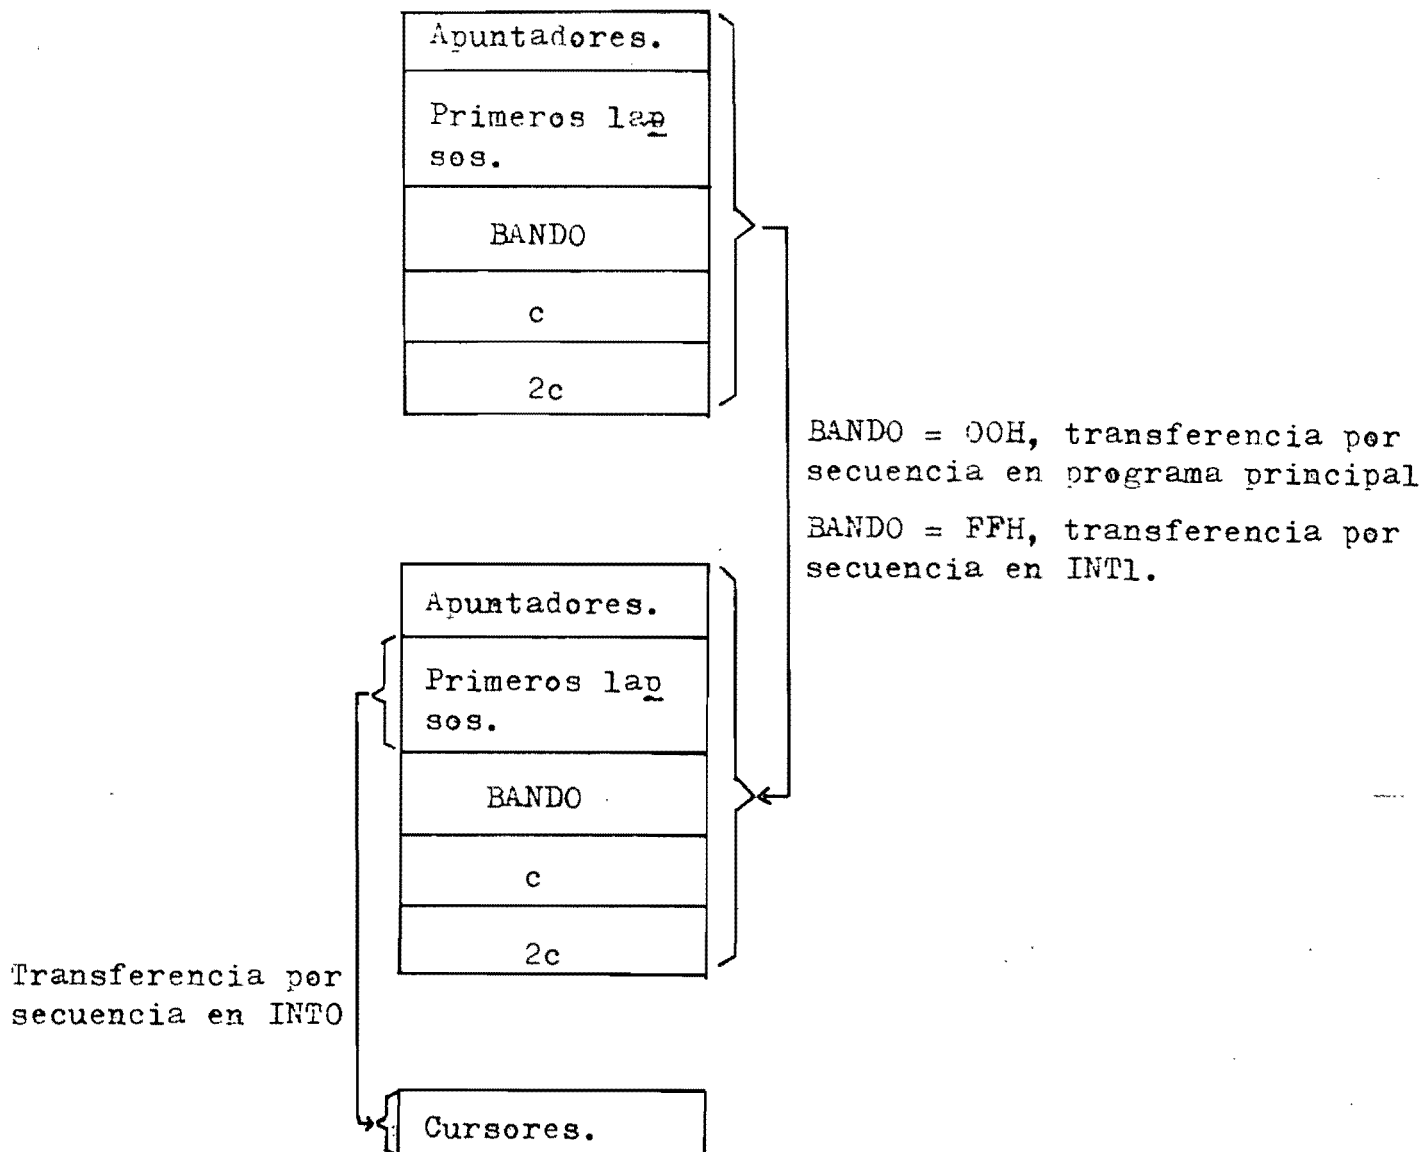 Apuntadores.
Primeros lap
sos.
BANDO
c
2c
BANDO = 00H, transferencia por
secuencia en programa principal
BANDO = FFH, transferencia por
secuencia en INT1.
Apuntadores.
Primeros lap
sos.
BANDO
c
2c
Transferencia por
secuencia en INTO
Cursores.